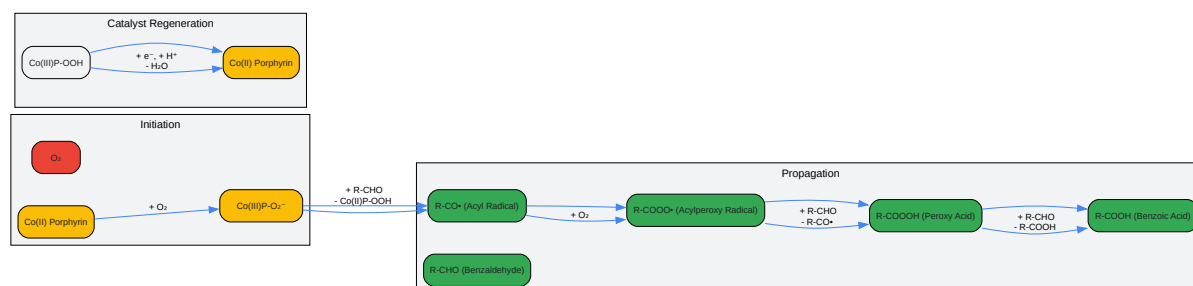 Catalyst Regeneration
Co(III)P-OOH
+ e⁻, + H⁺
- H₂O
Co(II) Porphyrin
Initiation
O₂
Co(II) Porphyrin
+ O₂
Co(III)P-O₂⁻
+ R-CHO
- Co(II)P-OOH
Propagation
R-CO• (Acyl Radical)
+ O₂
R-COOO• (Acylperoxy Radical)
+ R-CHO
- R-CO•
R-COOOH (Peroxy Acid)
+ R-CHO
- R-COOH
R-COOH (Benzoic Acid)
R-CHO (Benzaldehyde)